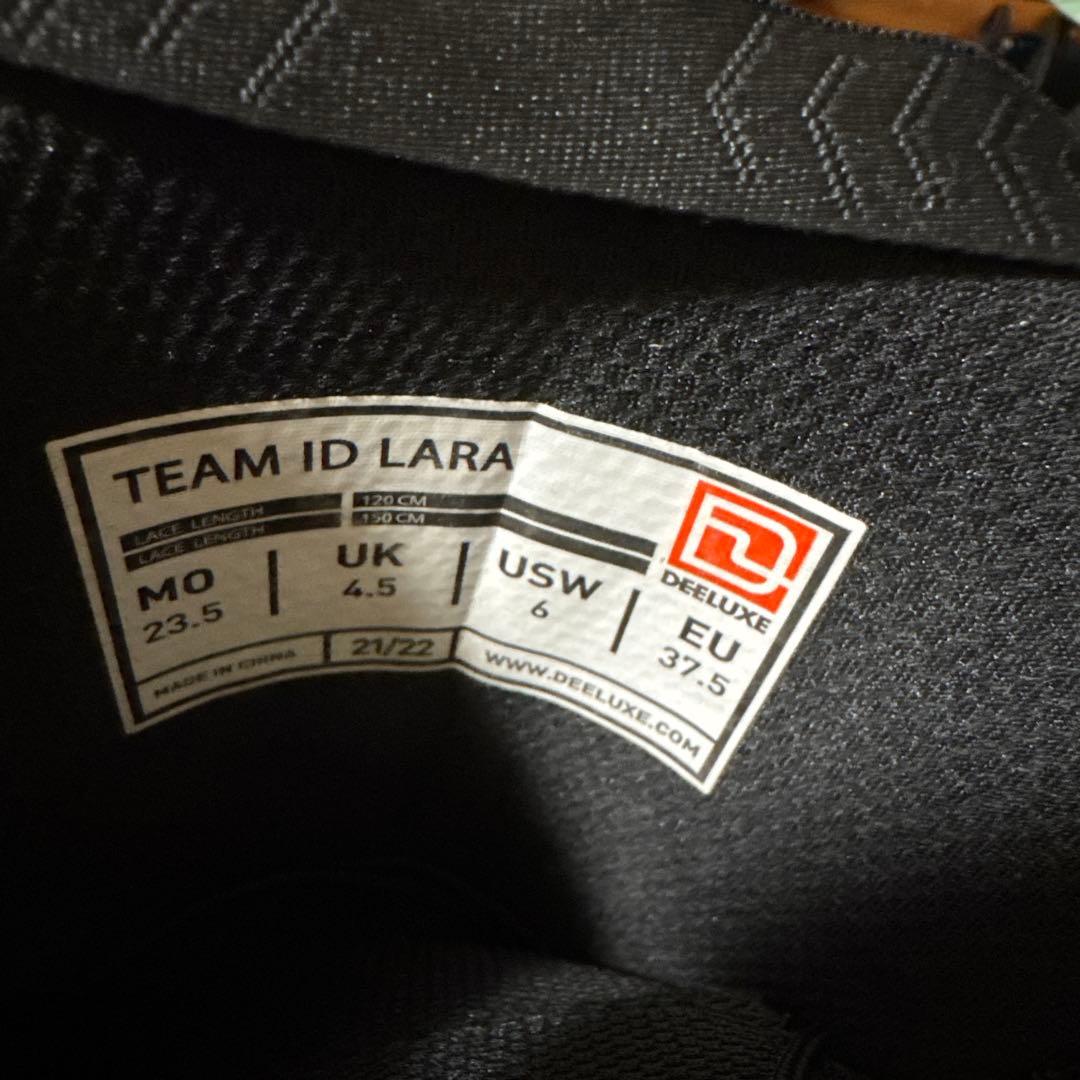 TEAM ID LARA
LACE LENGTH 120 CM
LACE LENGTH 150 CM
DEELUXE
MO UK USW EU
23.5 4.5 6 37.5
MADE IN CHINA 21/22 WWW.DEELUXE.COM